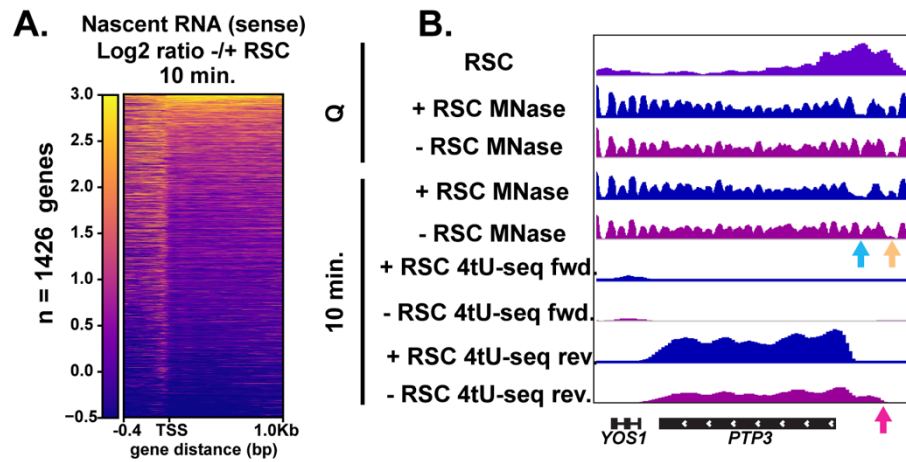 A.
Nascent RNA (sense)
Log2 ratio -/+ RSC
10 min.
n = 1426 genes
3.0
2.5
2.0
1.5
1.0
0.0
−0.5
-0.4 TSS 1.0Kb
gene distance (bp)
B.
Q
RSC
+ RSC MNase
- RSC MNase
10 min.
+ RSC MNase
- RSC MNase
+ RSC 4tU-seq fwd.
- RSC 4tU-seq fwd.
+ RSC 4tU-seq rev.
- RSC 4tU-seq rev.
YOS1 PTP3